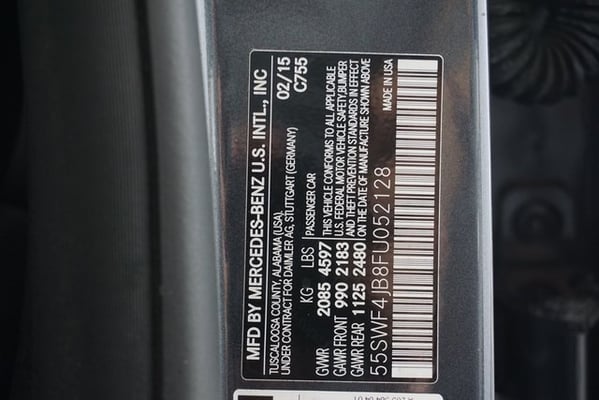 MFD BY MERCEDES-BENZ U.S. INTL., INC
TUSCALOOSA COUNTY, ALABAMA (USA)
UNDER CONTRACT FOR DAIMLER AG, STUTTGART (GERMANY)
02/15
C755
KG LBS
GVWR 2085 4597
GAWR FRONT 990 2183
GAWR REAR 1125 2480
PASSENGER CAR
THIS VEHICLE CONFORMS TO ALL APPLICABLE
U.S. FEDERAL MOTOR VEHICLE SAFETY,BUMPER
AND THEFT PREVENTION STANDARDS IN EFFECT
ON THE DATE OF MANUFACTURE SHOWN ABOVE
55SWF4JB8FU052128
MADE IN USA